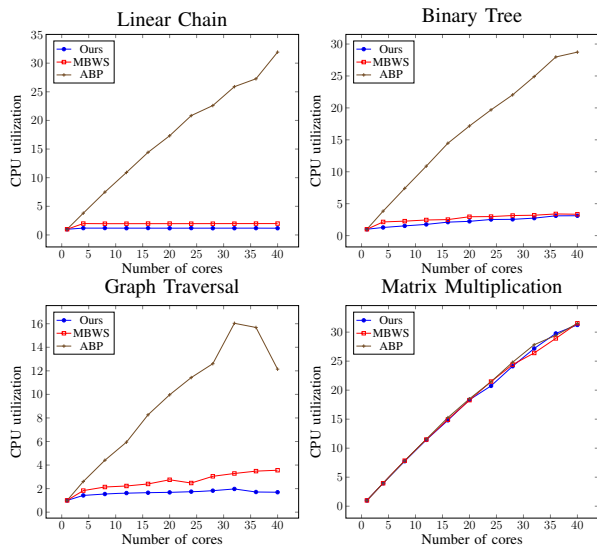 Linear Chain
35
30
25
20
15
10
5
0
CPU utilization
Ours
MBWS
ABP
0 5 10 15 20 25 30 35 40
Number of cores
Binary Tree
30
25
20
15
10
5
0
CPU utilization
Ours
MBWS
ABP
0 5 10 15 20 25 30 35 40
Number of cores
Graph Traversal
16
14
12
10
8
6
4
2
0
CPU utilization
Ours
MBWS
ABP
0 5 10 15 20 25 30 35 40
Number of cores
Matrix Multiplication
30
25
20
15
10
5
0
CPU utilization
Ours
MBWS
ABP
0 5 10 15 20 25 30 35 40
Number of cores